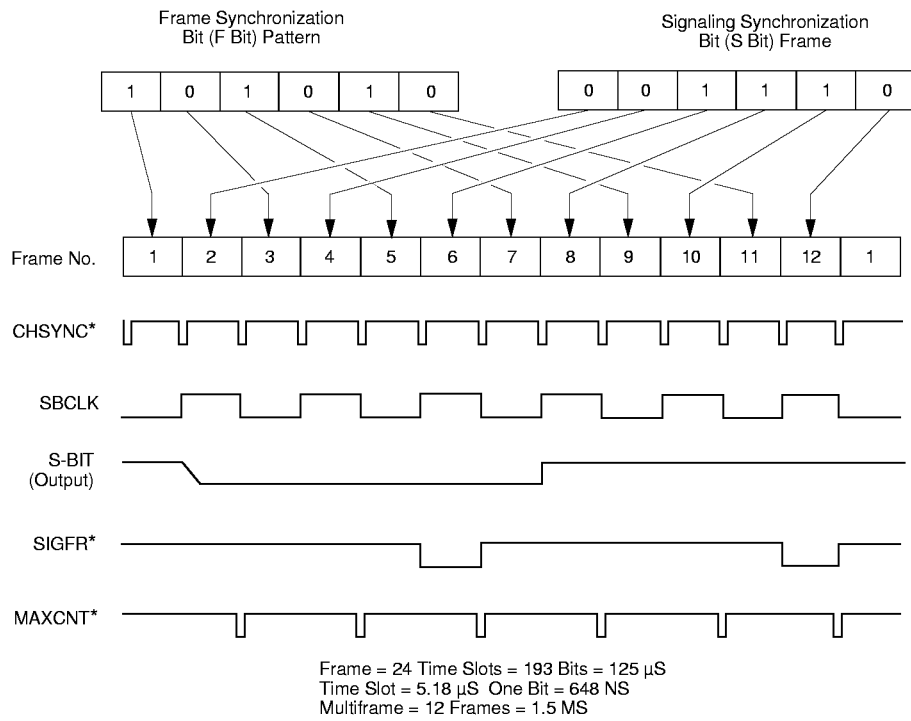 Frame Synchronization
Bit (F Bit) Pattern
Signaling Synchronization
Bit (S Bit) Frame
1 0 1 0 1 0
0 0 1 1 1 0
Frame No. 1 2 3 4 5 6 7 8 9 10 11 12 1
CHSYNC*
SBCLK
S-BIT
(Output)
SIGFR*
MAXCNT*
Frame = 24 Time Slots = 193 Bits = 125 µS
Time Slot = 5.18 µS One Bit = 648 NS
Multiframe = 12 Frames = 1.5 MS